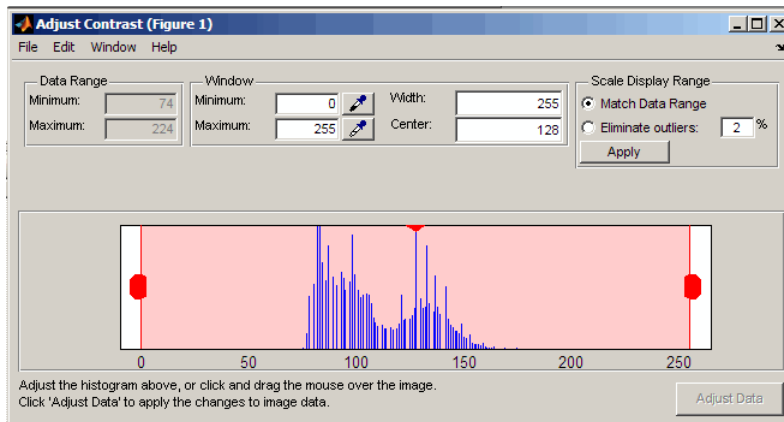 Adjust Contrast (Figure 1)
File Edit Window Help
Data Range
Minimum: 74
Maximum: 224
Window
Minimum: 0
Maximum: 255
Width: 255
Center: 128
Scale Display Range
Match Data Range
Eliminate outliers: 2 %
Apply
0 50 100 150 200 250
Adjust the histogram above, or click and drag the mouse over the image.
Click 'Adjust Data' to apply the changes to image data.
Adjust Data